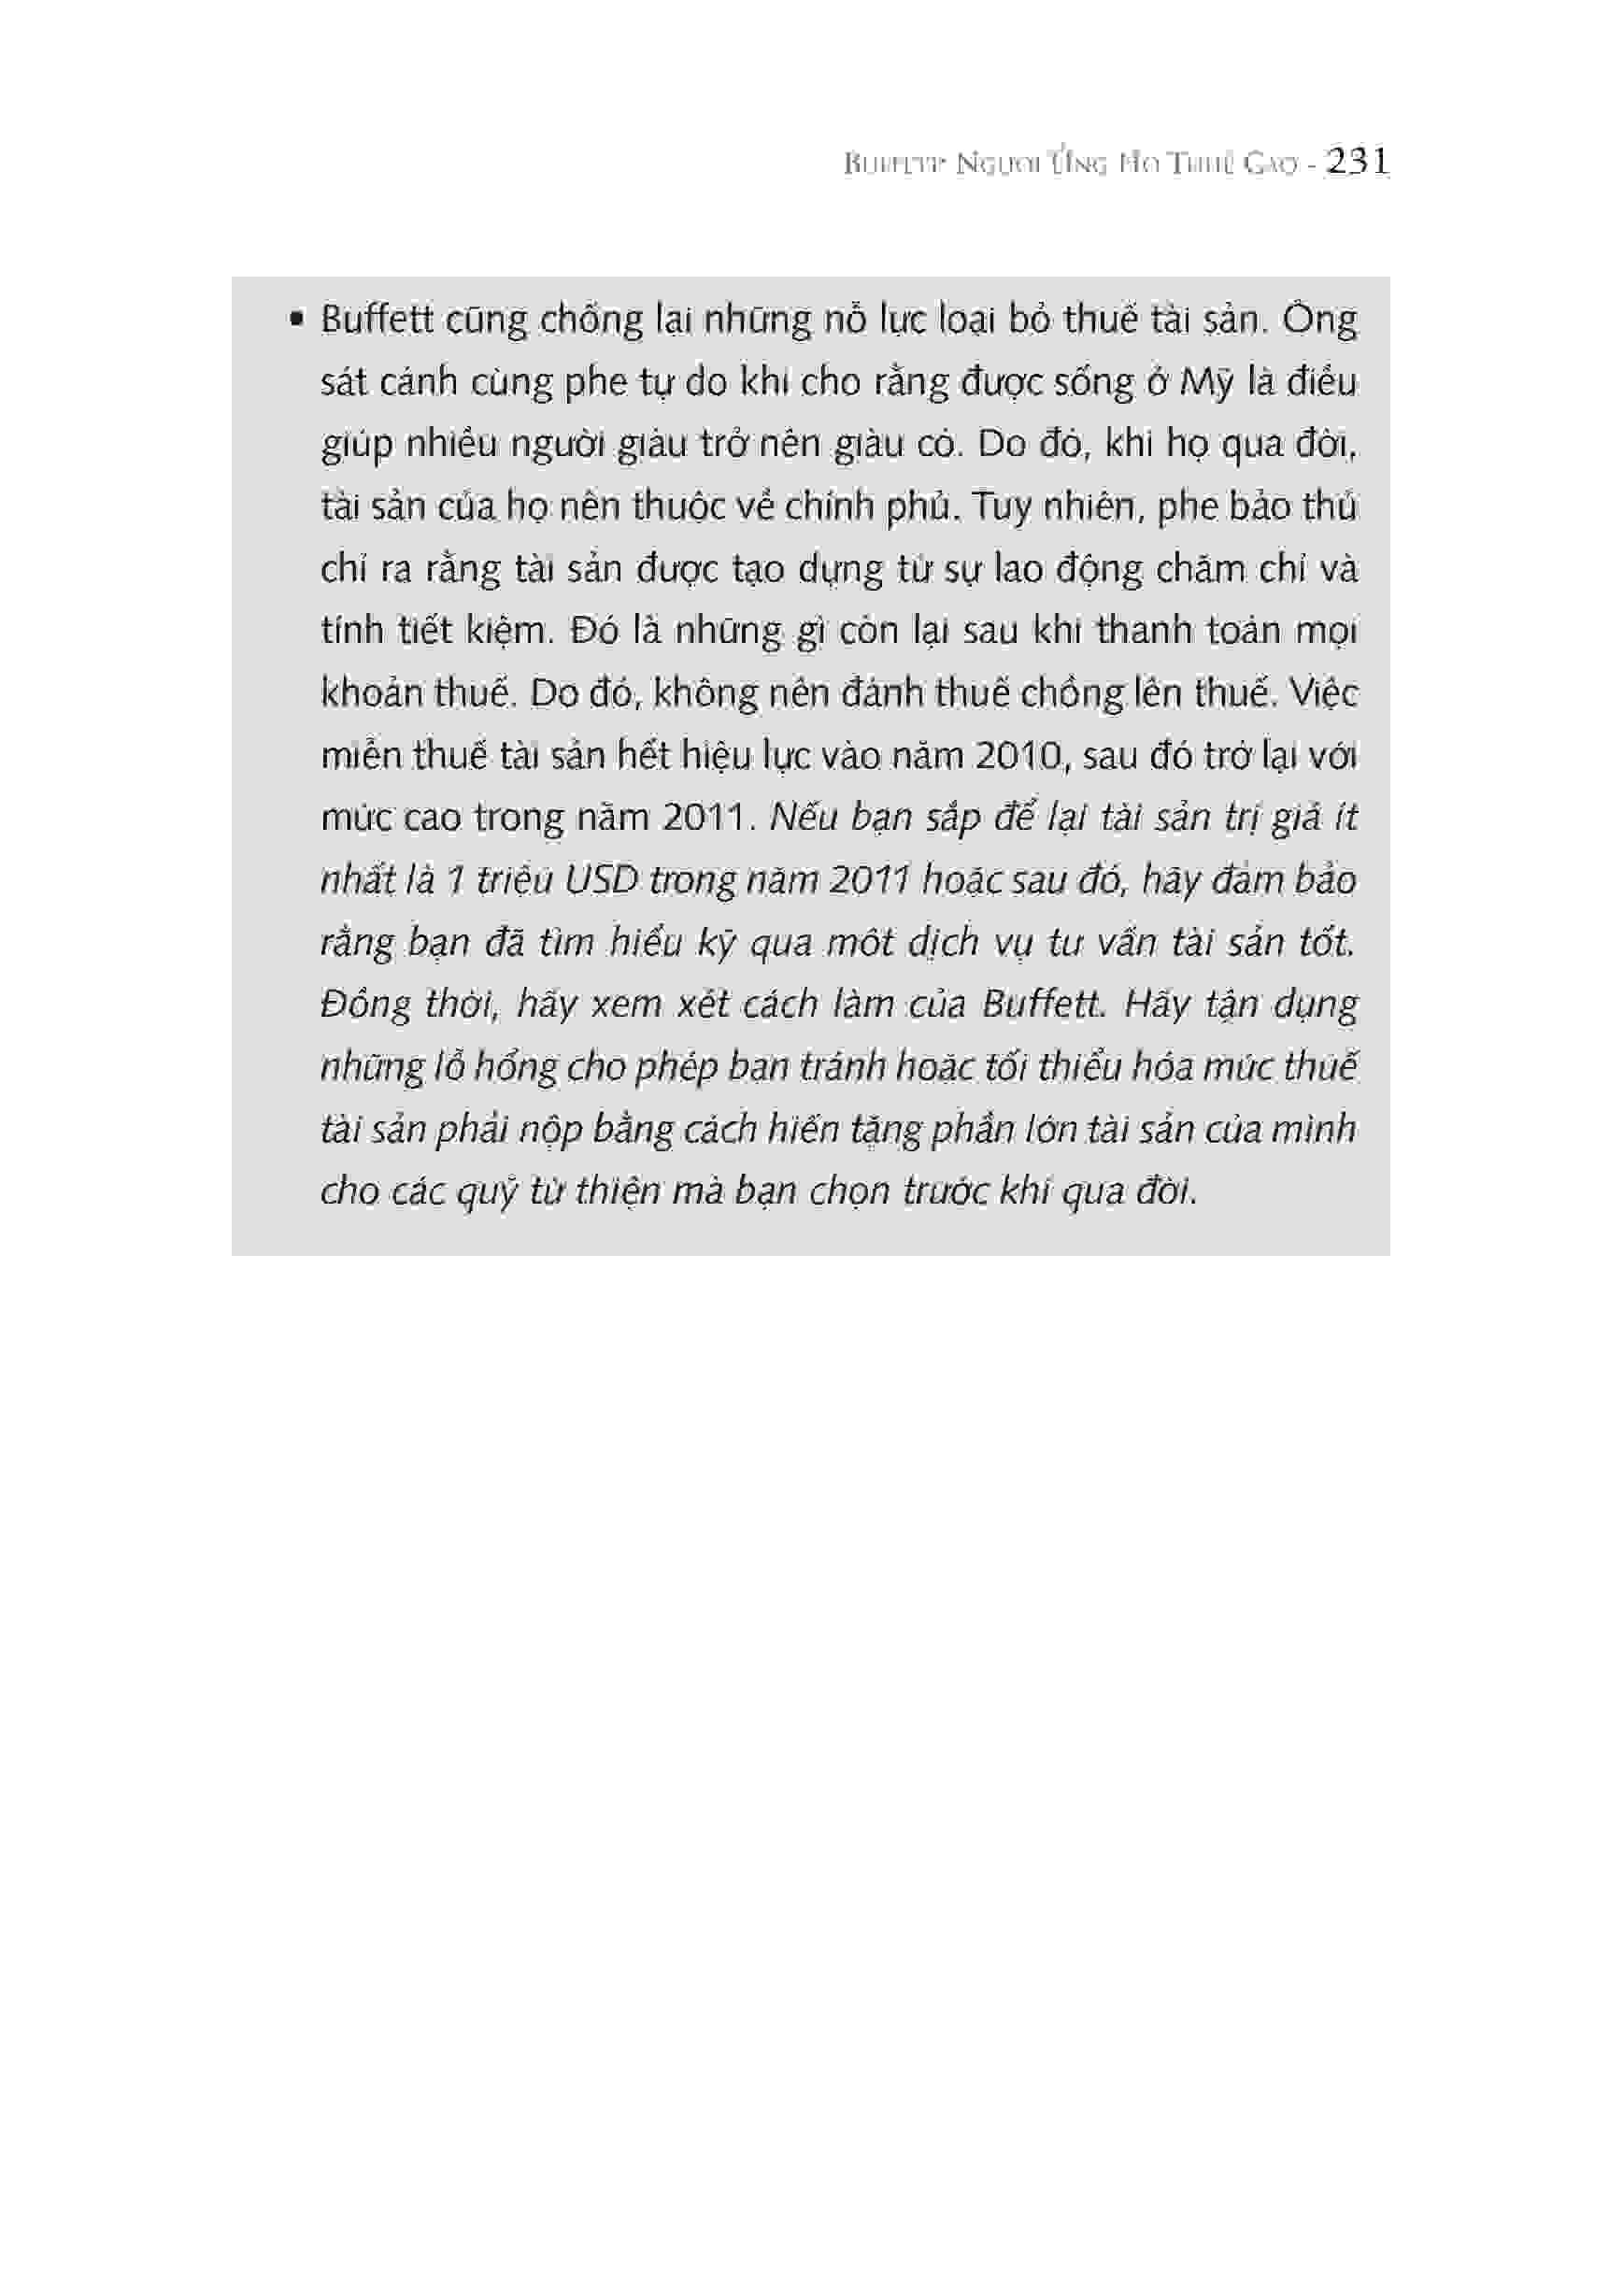 Buffett: Người Ủng Hộ Thuế Cao - 231
▪ Buffett cũng chống lại những nỗ lực loại bỏ thuế tài sản. Ông
sát cánh cùng phe tự do khi cho rằng được sống ở Mỹ là điều
giúp nhiều người giàu trở nên giàu có. Do đó, khi họ qua đời,
tài sản của họ nên thuộc về chính phủ. Tuy nhiên, phe bảo thủ
chỉ ra rằng tài sản được tạo dựng từ sự lao động chăm chỉ và
tính tiết kiệm. Đó là những gì còn lại sau khi thanh toán mọi
khoản thuế. Do đó, không nên đánh thuế chồng lên thuế. Việc
miễn thuế tài sản hết hiệu lực vào năm 2010, sau đó trở lại với
mức cao trong năm 2011. Nếu bạn sắp để lại tài sản trị giá ít
nhất là 1 triệu USD trong năm 2011 hoặc sau đó, hãy đảm bảo
rằng bạn đã tìm hiểu kỹ qua một dịch vụ tư vấn tài sản tốt.
Đồng thời, hãy xem xét cách làm của Buffett. Hãy tận dụng
những lỗ hổng cho phép bạn tránh hoặc tối thiểu hóa mức thuế
tài sản phải nộp bằng cách hiến tặng phần lớn tài sản của mình
cho các quỹ từ thiện mà bạn chọn trước khi qua đời.